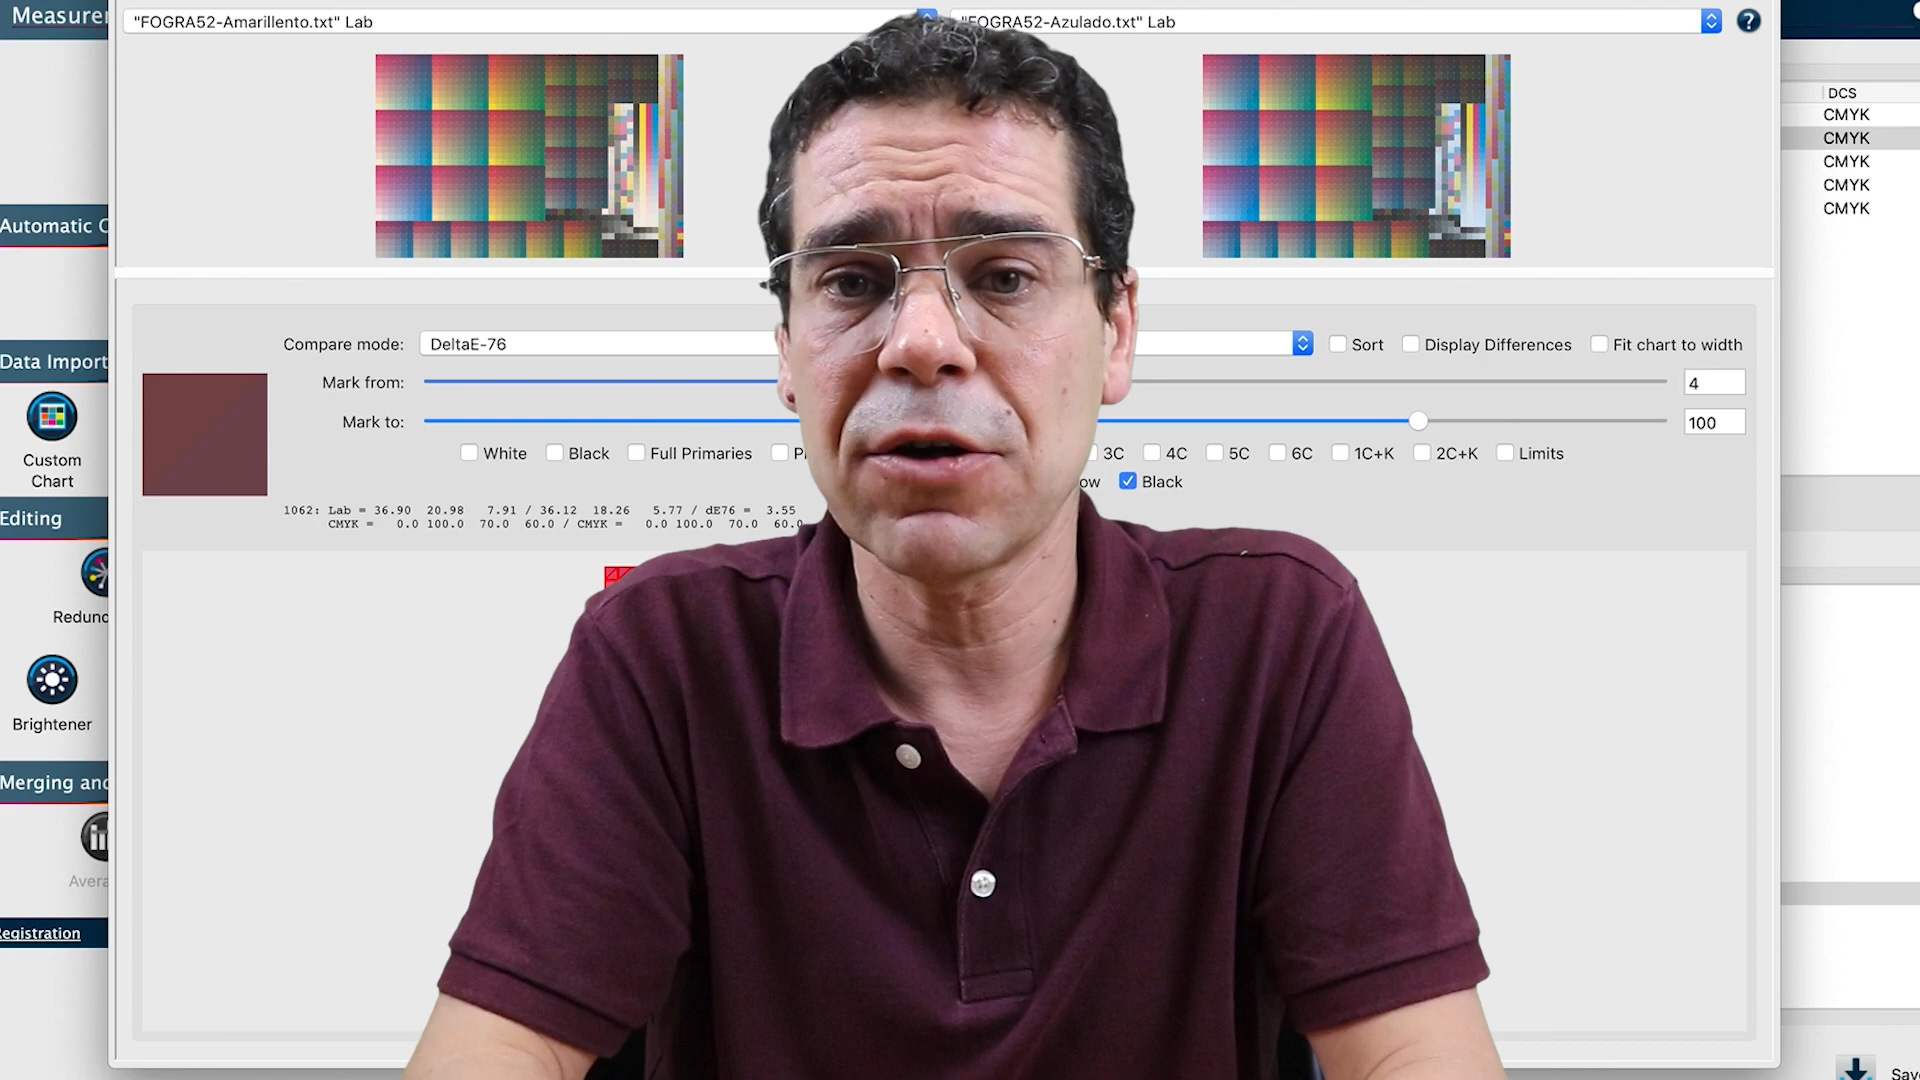 Measure
"FOGRA52-Amarillento.txt" Lab
"FOGRA52-Azulado.txt" Lab
?
DCS
CMYK
CMYK
CMYK
CMYK
CMYK
Automatic C
Data Import
Custom
Chart
Editing
Redund
Brightener
Merging and
Avera
Registration
Compare mode:
DeltaE-76
Sort
Display Differences
Fit chart to width
Mark from:
4
Mark to:
100
White
Black
Full Primaries
3C
4C
5C
6C
1C+K
2C+K
Limits
ow
Black
1062: Lab = 36.90 20.98 7.91 / 36.12 18.26 5.77 / dE76 = 3.55
CMYK = 0.0 100.0 70.0 60.0 / CMYK = 0.0 100.0 70.0 60.0
Save